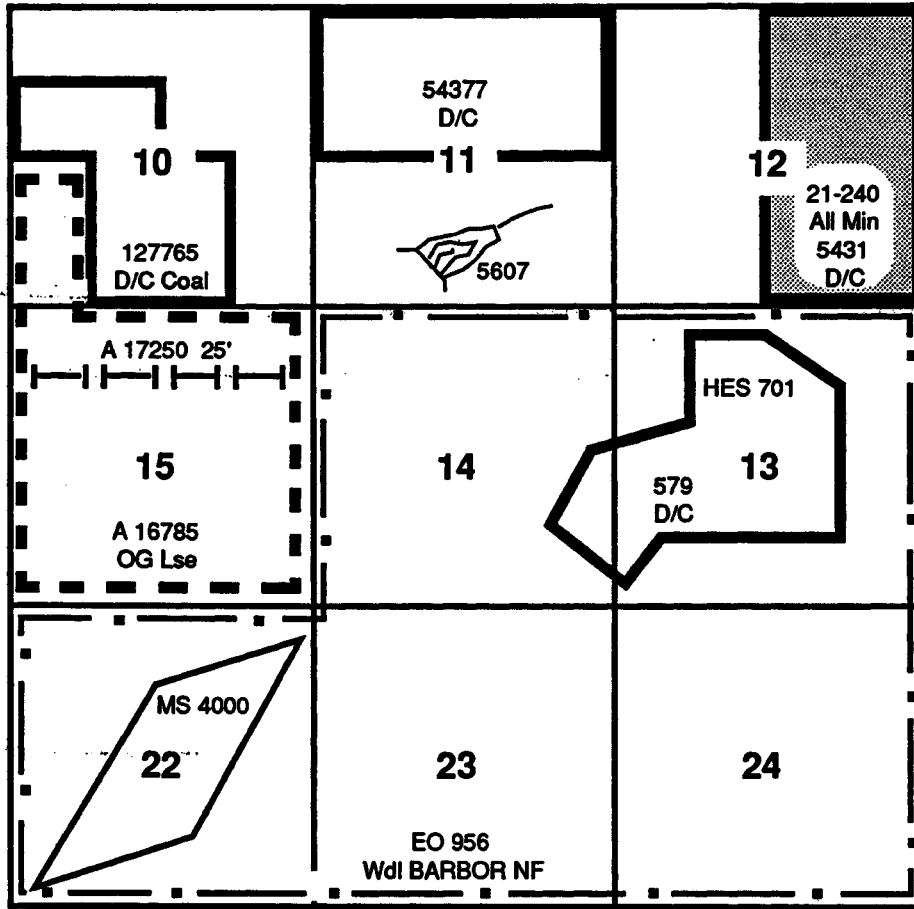 54377
D/C
10
11
12
21-240
All Min
5431
D/C
127765
D/C Coal
5607
A 17250 25'
HES 701
15
14
13
579
D/C
A 16785
OG Lse
MS 4000
22
23
24
EO 956
Wdl BARBOR NF